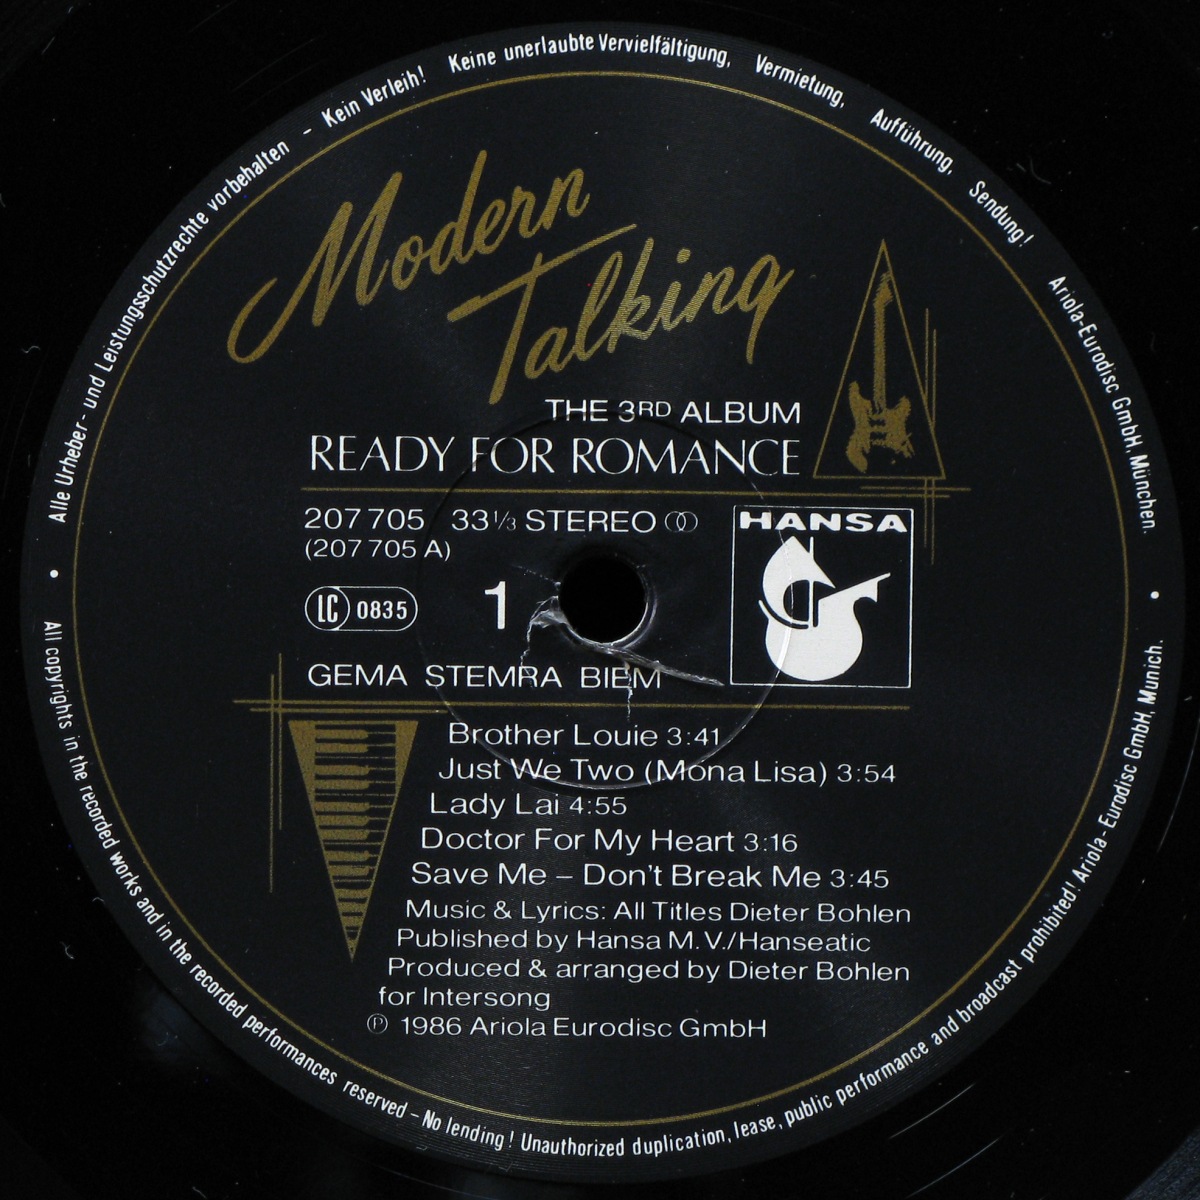 Alle Urheber- und Leistungsschutzrechte vorbehalten – Kein Verleih! Keine unerlaubte Vervielfältigung, Vermietung, Aufführung, Sendung! Ariola-Eurodisc GmbH, München.
Modern
Talking
THE 3RD ALBUM
READY FOR ROMANCE
207 705 33 1/3 STEREO
(207 705 A)
HANSA
LC 0835
1
GEMA STEMRA BIEM
Brother Louie 3:41
Just We Two (Mona Lisa) 3:54
Lady Lai 4:55
Doctor For My Heart 3:16
Save Me – Don't Break Me 3:45
Music & Lyrics: All Titles Dieter Bohlen
Published by Hansa M.V./Hanseatic
Produced & arranged by Dieter Bohlen
for Intersong
℗ 1986 Ariola Eurodisc GmbH
All copyrights in the recorded works and in the recorded performances reserved – No lending! Unauthorized duplication, lease, public performance and broadcast prohibited! Ariola-Eurodisc GmbH, Munich.